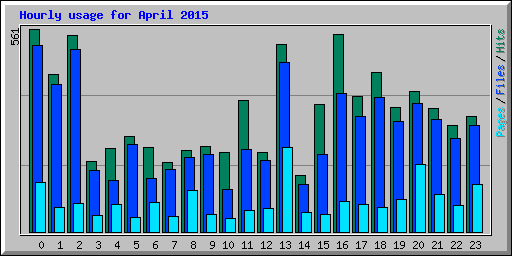 Hourly usage for April 2015
561
Pages/Files/Hits
0 1 2 3 4 5 6 7 8 9 10 11 12 13 14 15 16 17 18 19 20 21 22 23